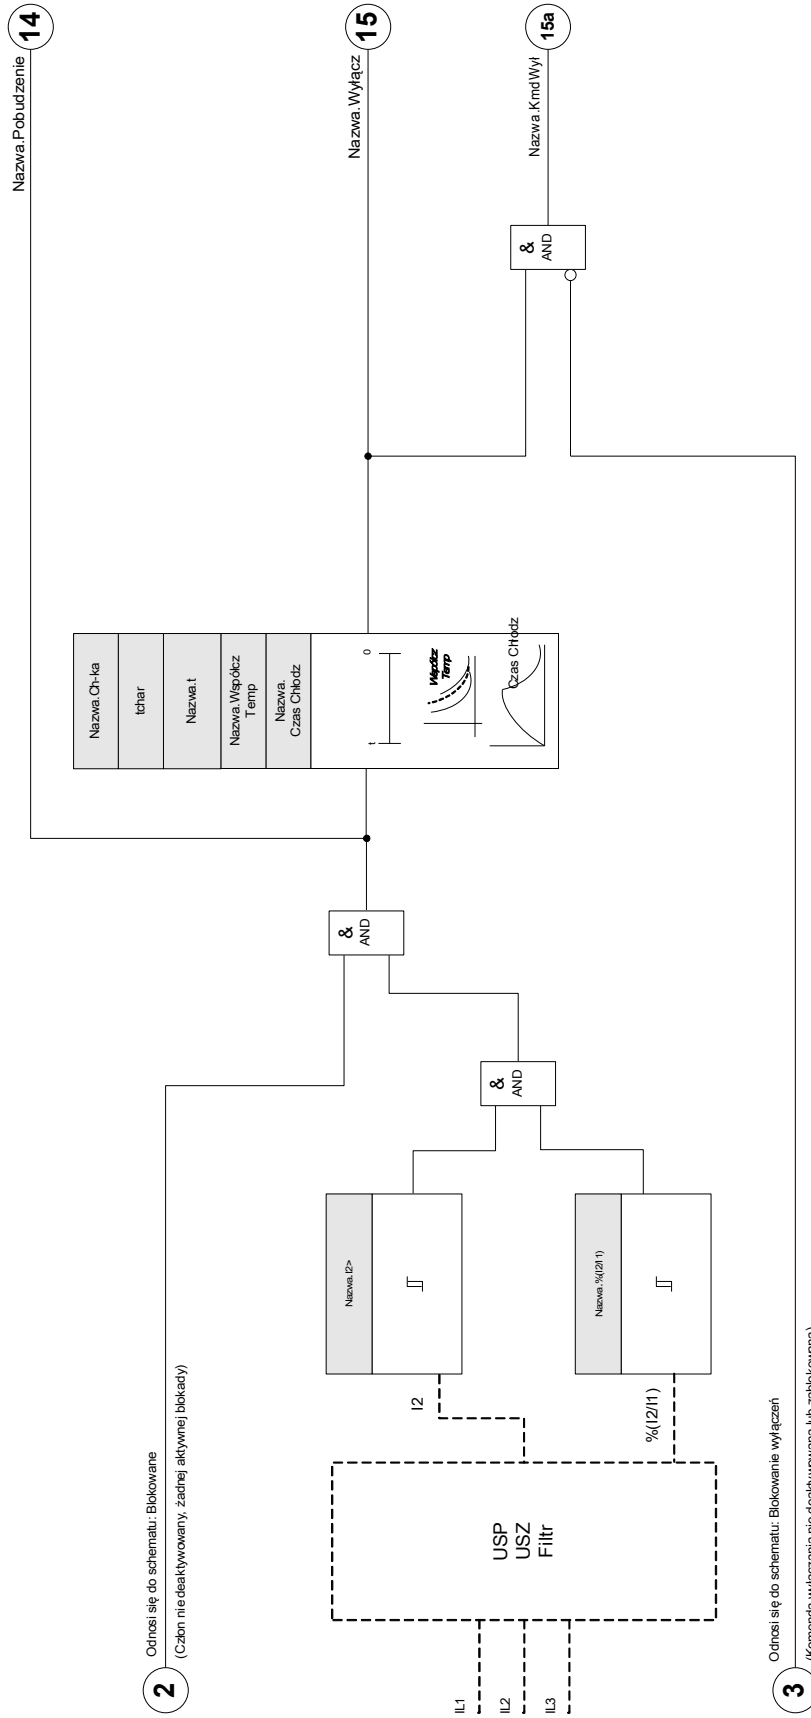 14
Nazwa.Pobudzenie
15
Nazwa.Wyłącz
15a
Nazwa.KmdWył
&
AND
Nazwa.Ch-ka
tchar
Nazwa.t
Nazwa.Współcz
Temp
Nazwa.
Czas Chłodz
t
0
Współcz
Temp
Czas Chłodz
&
AND
&
AND
Nazwa.I2>
Nazwa.%(I2/I1)
I2
%(I2/I1)
USP
USZ
Filtr
IL1
IL2
IL3
2
Odnosi się do schematu: Blokowane
(Człon nie deaktywowany, żadnej aktywnej blokady)
3
Odnosi się do schematu: Blokowanie wyłączeń